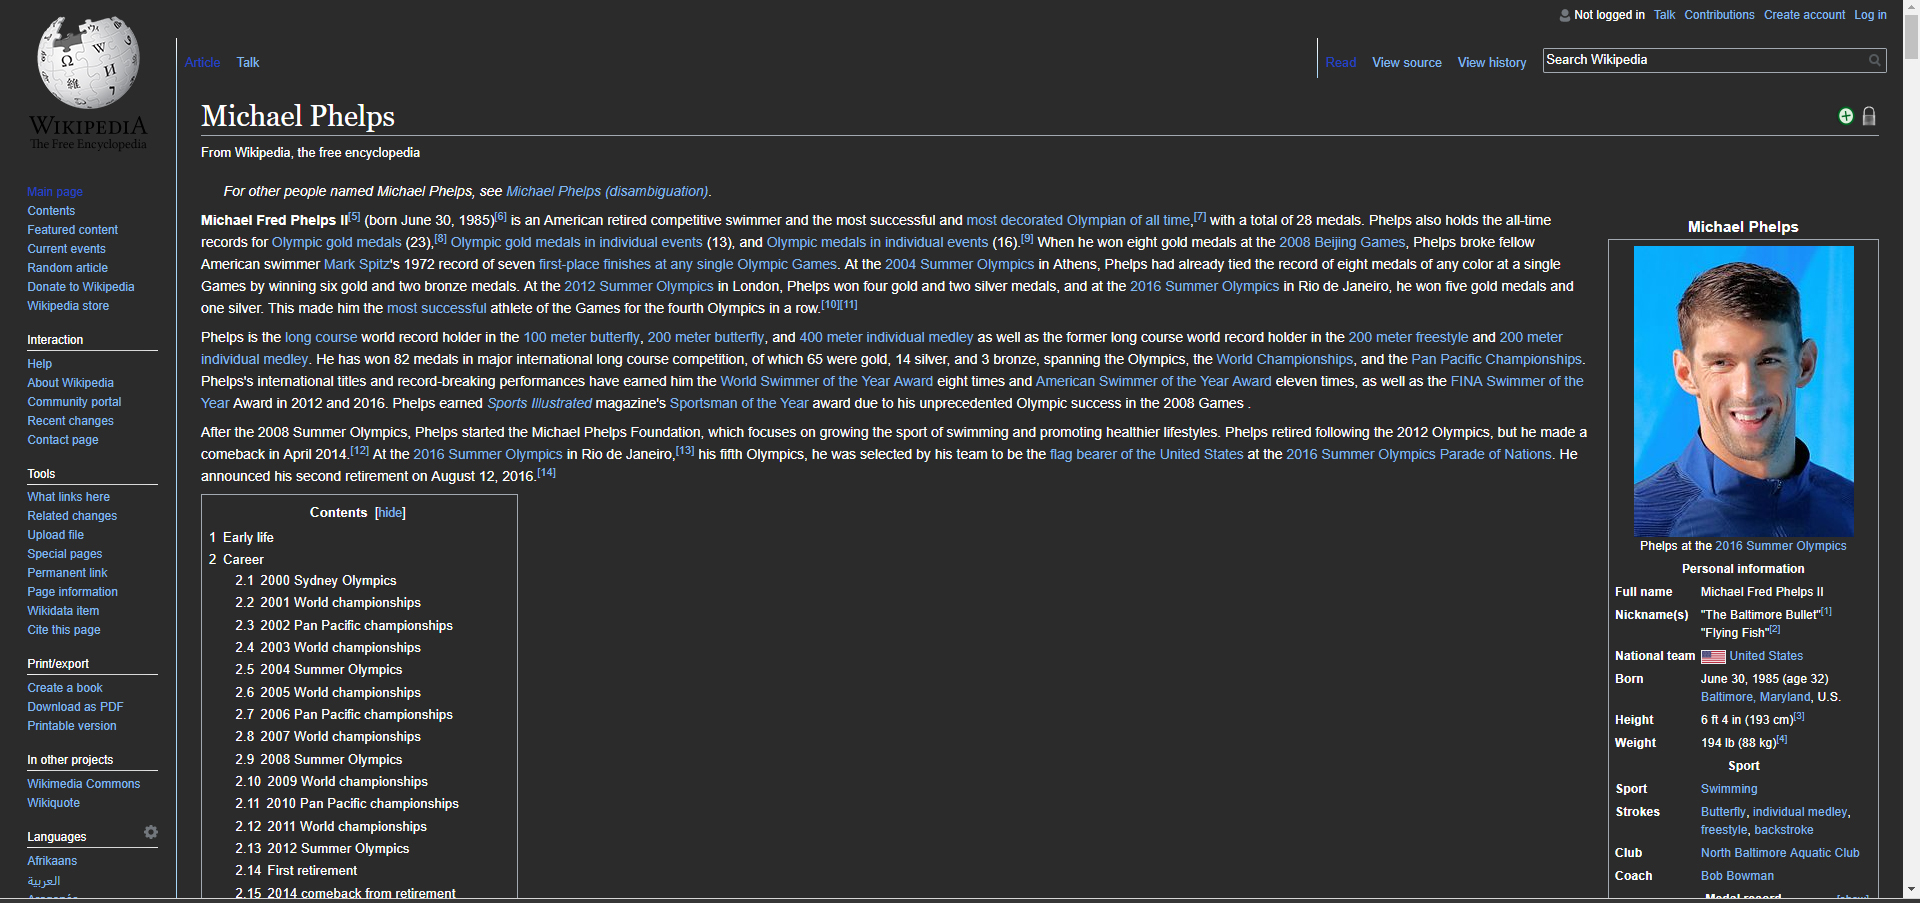 Not logged in Talk Contributions Create account Log in
Article Talk
Read View source View history Search Wikipedia
WIKIPEDIA
The Free Encyclopedia
Main page
Contents
Featured content
Current events
Random article
Donate to Wikipedia
Wikipedia store
Interaction
Help
About Wikipedia
Community portal
Recent changes
Contact page
Tools
What links here
Related changes
Upload file
Special pages
Permanent link
Page information
Wikidata item
Cite this page
Print/export
Create a book
Download as PDF
Printable version
In other projects
Wikimedia Commons
Wikiquote
Languages
Afrikaans
العربية
Michael Phelps
From Wikipedia, the free encyclopedia
For other people named Michael Phelps, see Michael Phelps (disambiguation).
Michael Fred Phelps II[5] (born June 30, 1985)[6] is an American retired competitive swimmer and the most successful and most decorated Olympian of all time,[7] with a total of 28 medals. Phelps also holds the all-time
records for Olympic gold medals (23),[8] Olympic gold medals in individual events (13), and Olympic medals in individual events (16).[9] When he won eight gold medals at the 2008 Beijing Games, Phelps broke fellow
American swimmer Mark Spitz's 1972 record of seven first-place finishes at any single Olympic Games. At the 2004 Summer Olympics in Athens, Phelps had already tied the record of eight medals of any color at a single
Games by winning six gold and two bronze medals. At the 2012 Summer Olympics in London, Phelps won four gold and two silver medals, and at the 2016 Summer Olympics in Rio de Janeiro, he won five gold medals and
one silver. This made him the most successful athlete of the Games for the fourth Olympics in a row.[10][11]
Phelps is the long course world record holder in the 100 meter butterfly, 200 meter butterfly, and 400 meter individual medley as well as the former long course world record holder in the 200 meter freestyle and 200 meter
individual medley. He has won 82 medals in major international long course competition, of which 65 were gold, 14 silver, and 3 bronze, spanning the Olympics, the World Championships, and the Pan Pacific Championships.
Phelps's international titles and record-breaking performances have earned him the World Swimmer of the Year Award eight times and American Swimmer of the Year Award eleven times, as well as the FINA Swimmer of the
Year Award in 2012 and 2016. Phelps earned Sports Illustrated magazine's Sportsman of the Year award due to his unprecedented Olympic success in the 2008 Games .
After the 2008 Summer Olympics, Phelps started the Michael Phelps Foundation, which focuses on growing the sport of swimming and promoting healthier lifestyles. Phelps retired following the 2012 Olympics, but he made a
comeback in April 2014.[12] At the 2016 Summer Olympics in Rio de Janeiro,[13] his fifth Olympics, he was selected by his team to be the flag bearer of the United States at the 2016 Summer Olympics Parade of Nations. He
announced his second retirement on August 12, 2016.[14]
Contents [hide]
1 Early life
2 Career
2.1 2000 Sydney Olympics
2.2 2001 World championships
2.3 2002 Pan Pacific championships
2.4 2003 World championships
2.5 2004 Summer Olympics
2.6 2005 World championships
2.7 2006 Pan Pacific championships
2.8 2007 World championships
2.9 2008 Summer Olympics
2.10 2009 World championships
2.11 2010 Pan Pacific championships
2.12 2011 World championships
2.13 2012 Summer Olympics
2.14 First retirement
2.15 2014 comeback from retirement
Michael Phelps
Phelps at the 2016 Summer Olympics
Personal information
Full name Michael Fred Phelps II
Nickname(s) "The Baltimore Bullet"[1]
"Flying Fish"[2]
National team United States
Born June 30, 1985 (age 32)
Baltimore, Maryland, U.S.
Height 6 ft 4 in (193 cm)[3]
Weight 194 lb (88 kg)[4]
Sport
Sport Swimming
Strokes Butterfly, individual medley,
freestyle, backstroke
Club North Baltimore Aquatic Club
Coach Bob Bowman
Medal record